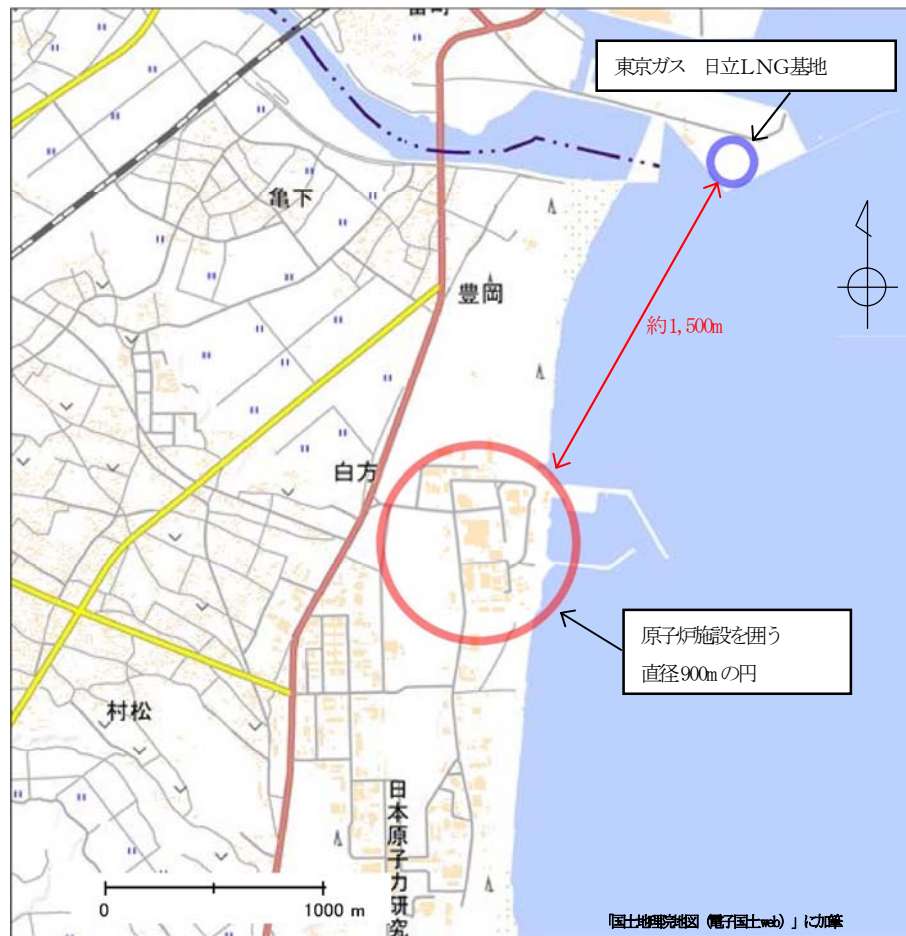 東京ガス 日立LNG基地
亀下
豊岡
約1,500m
白方
原子炉施設を囲う
直径900mの円
村松
日本原子力研究
0
1000 m
「国土地理院地図(電子国土web)」に加筆